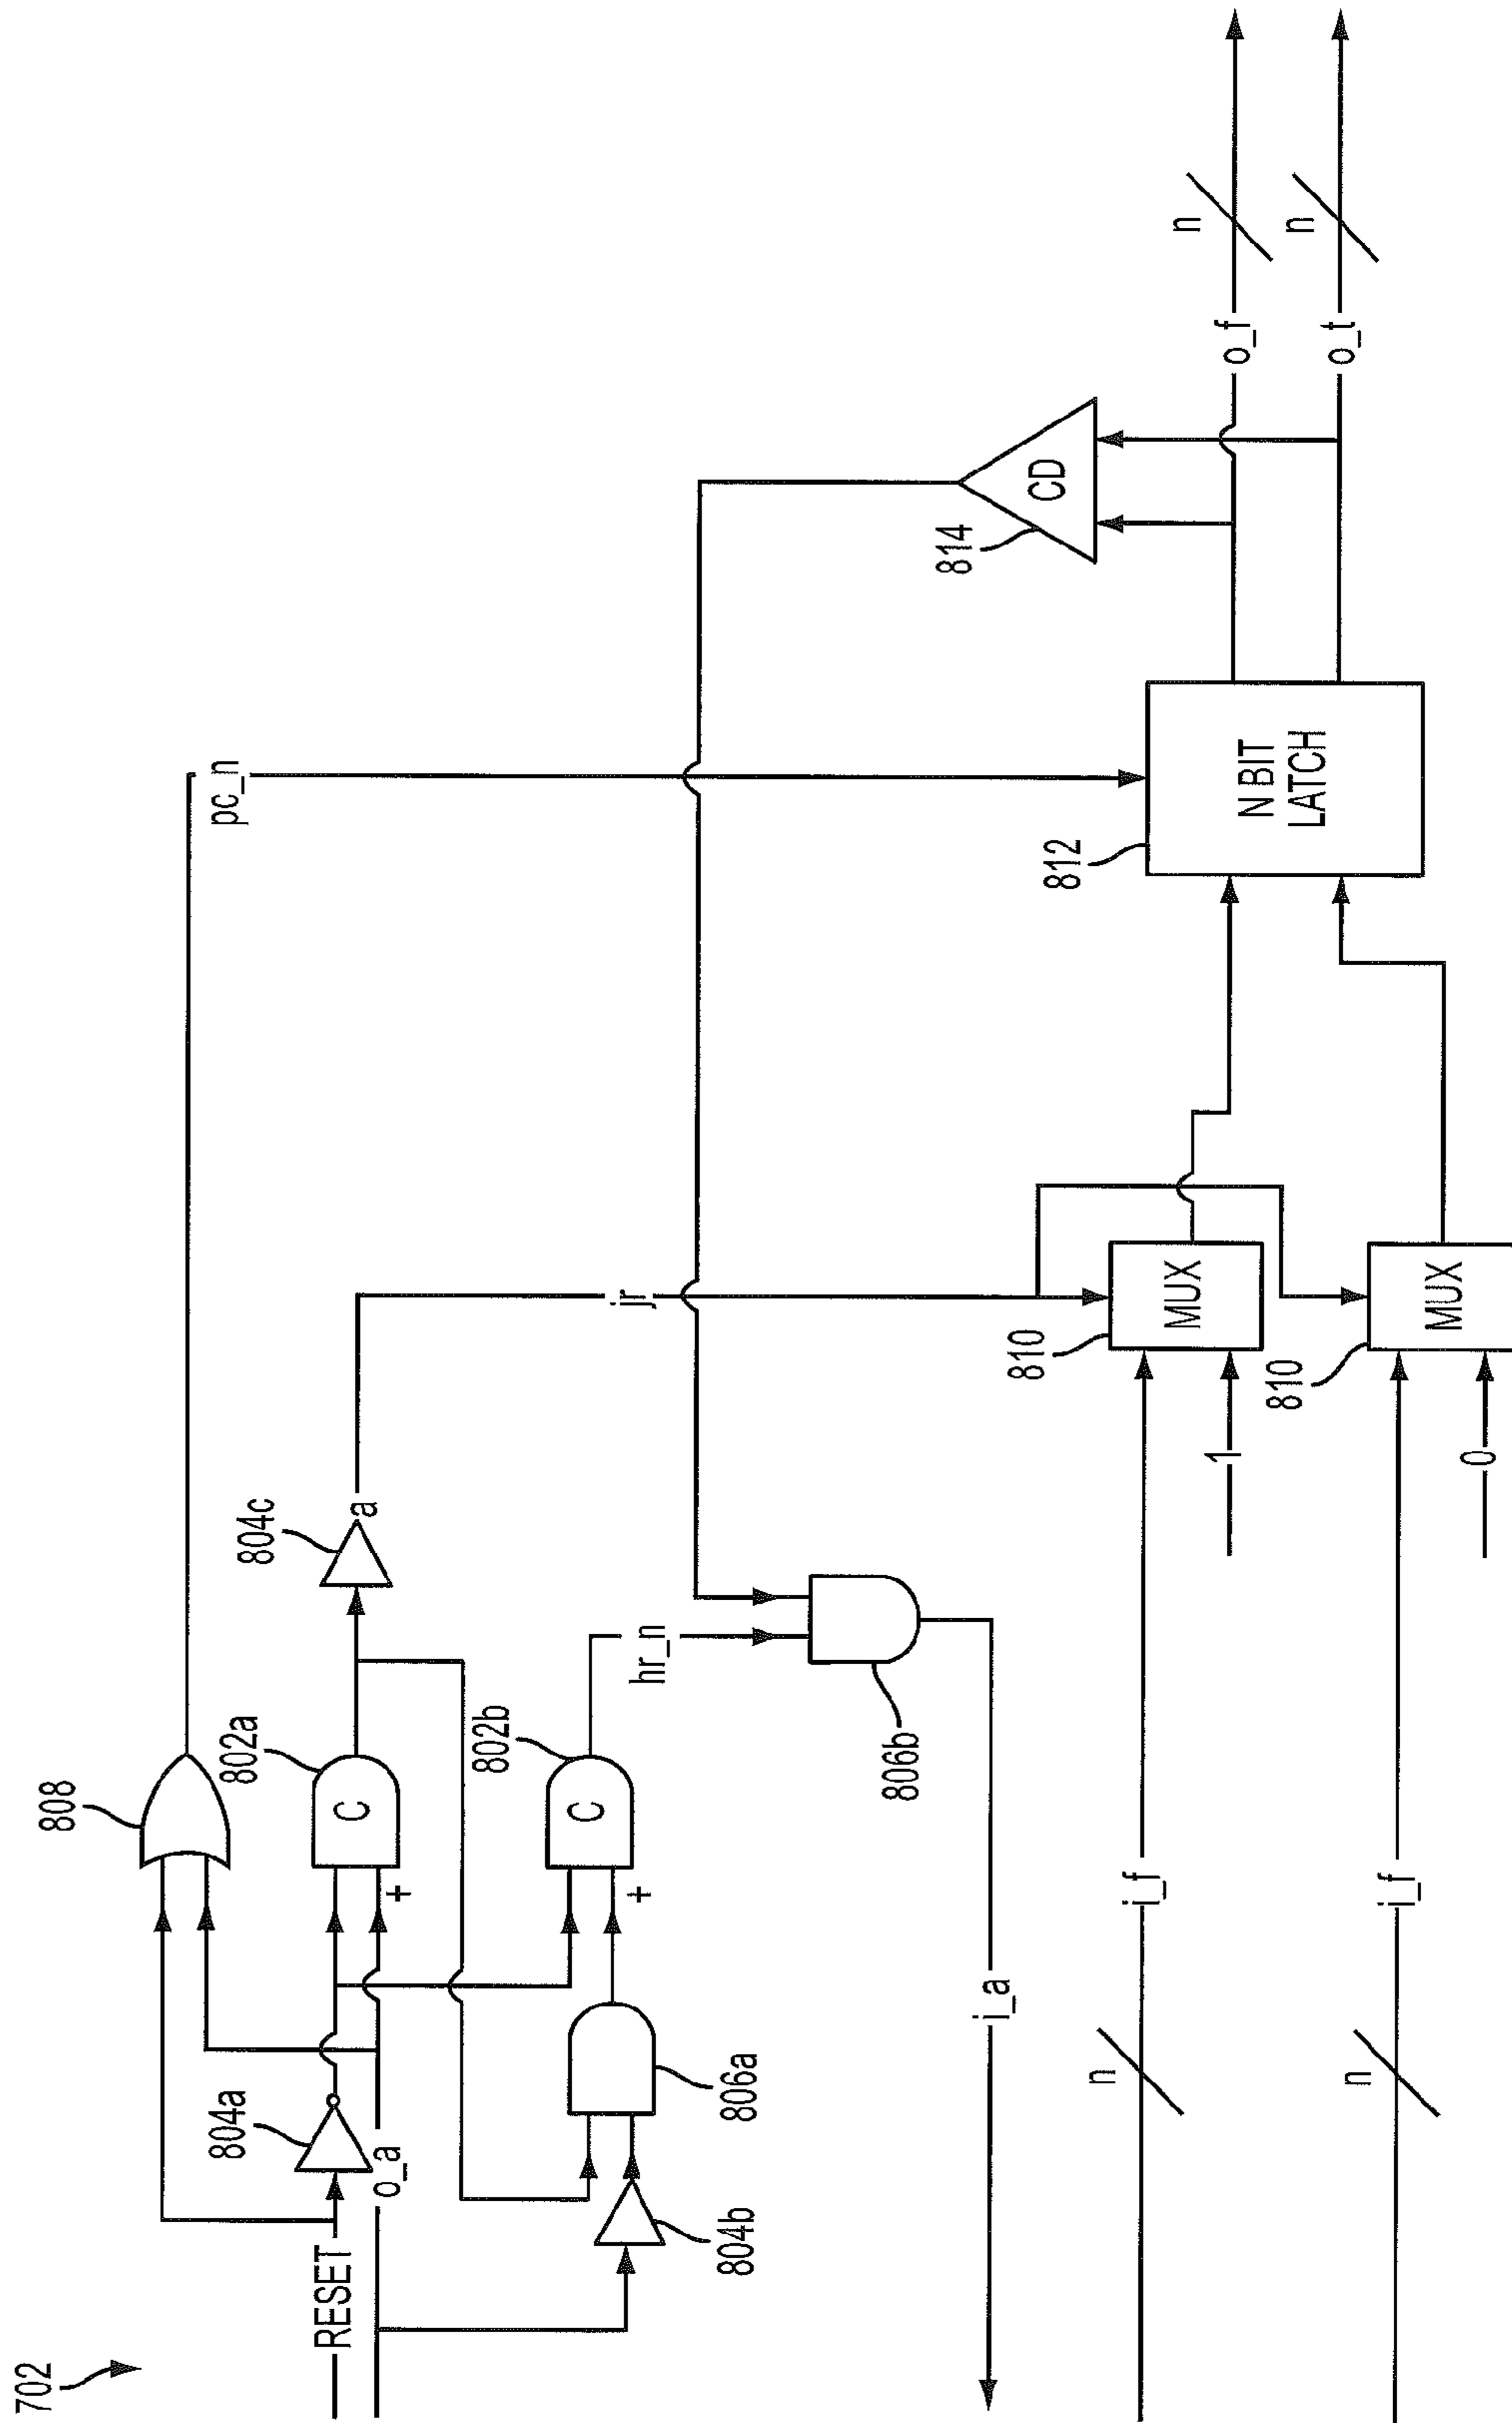 702
808
804a
802a
804c
pc_n
RESET
C
a
o_a
+
802b
C
+
hr_n
ir
804b
806a
806b
814
CD
i_a
n
i_f
810
MUX
1
812
N BIT
LATCH
o_f
n
n
i_f
810
MUX
0
o_t
n